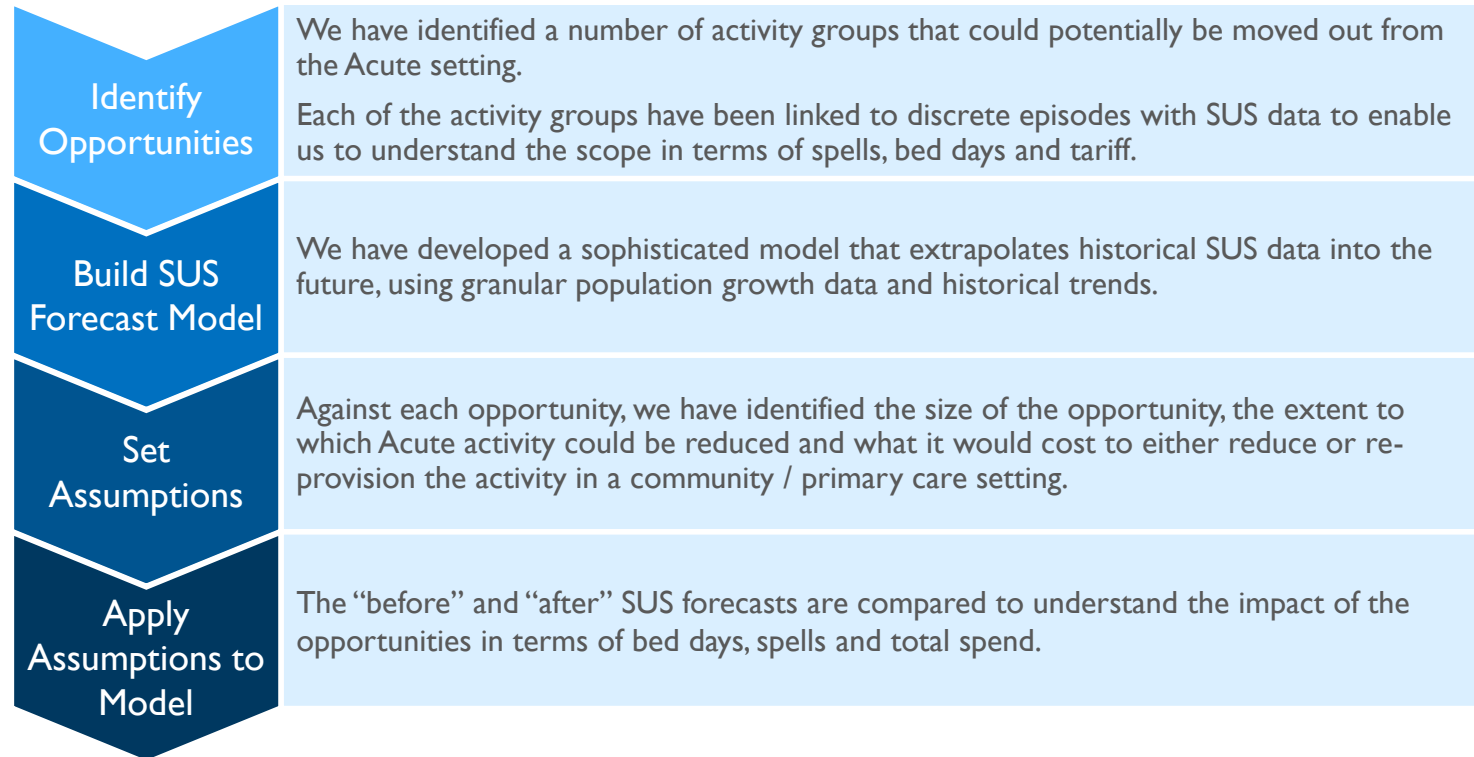 Identify
Opportunities
We have identified a number of activity groups that could potentially be moved out from
the Acute setting.
Each of the activity groups have been linked to discrete episodes with SUS data to enable
us to understand the scope in terms of spells, bed days and tariff.
Build SUS
Forecast Model
We have developed a sophisticated model that extrapolates historical SUS data into the
future, using granular population growth data and historical trends.
Set
Assumptions
Against each opportunity, we have identified the size of the opportunity, the extent to
which Acute activity could be reduced and what it would cost to either reduce or re-
provision the activity in a community / primary care setting.
Apply
Assumptions to
Model
The “before” and “after” SUS forecasts are compared to understand the impact of the
opportunities in terms of bed days, spells and total spend.